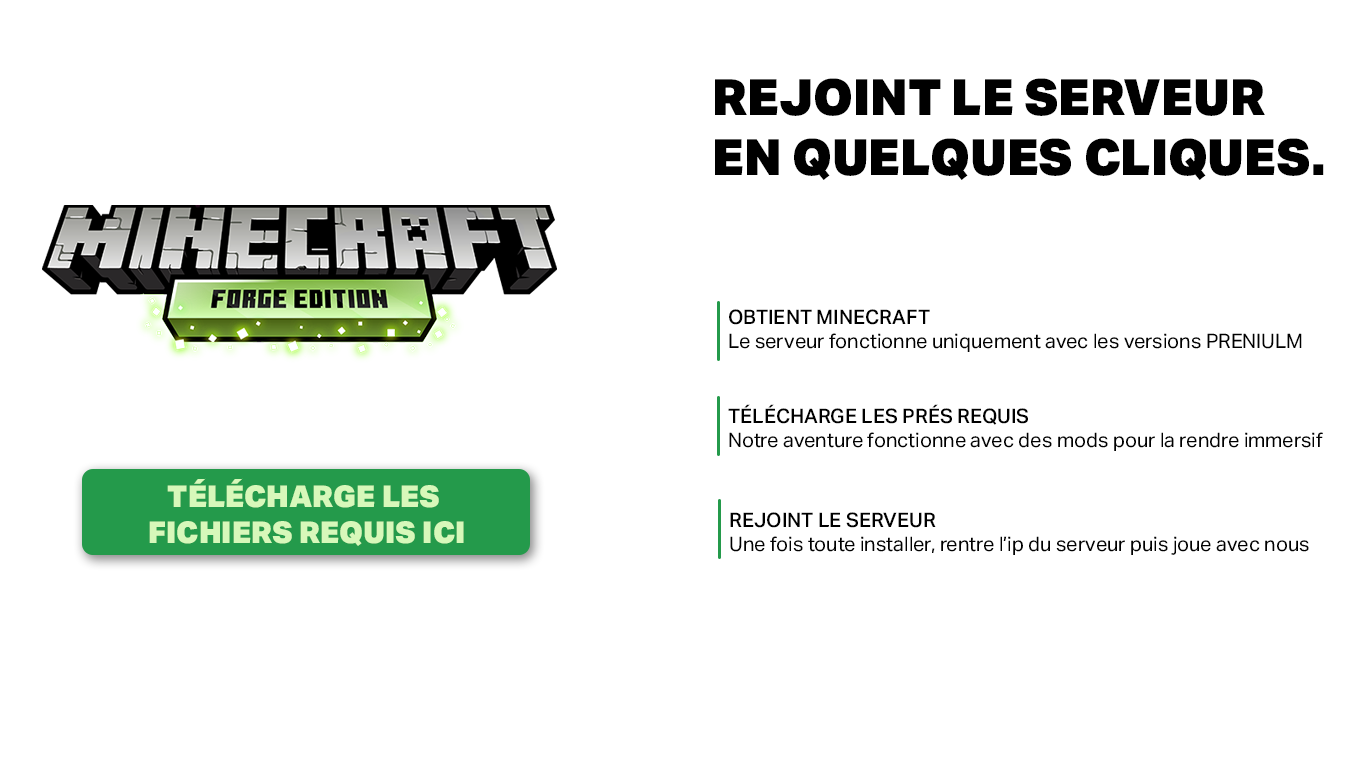 REJOINT LE SERVEUR
EN QUELQUES CLIQUES.
MINECRAFT
FORGE EDITION
OBTIENT MINECRAFT
Le serveur fonctionne uniquement avec les versions PRENIULM
TÉLÉCHARGE LES PRÉS REQUIS
Notre aventure fonctionne avec des mods pour la rendre immersif
REJOINT LE SERVEUR
Une fois toute installer, rentre l'ip du serveur puis joue avec nous
TÉLÉCHARGE LES
FICHIERS REQUIS ICI